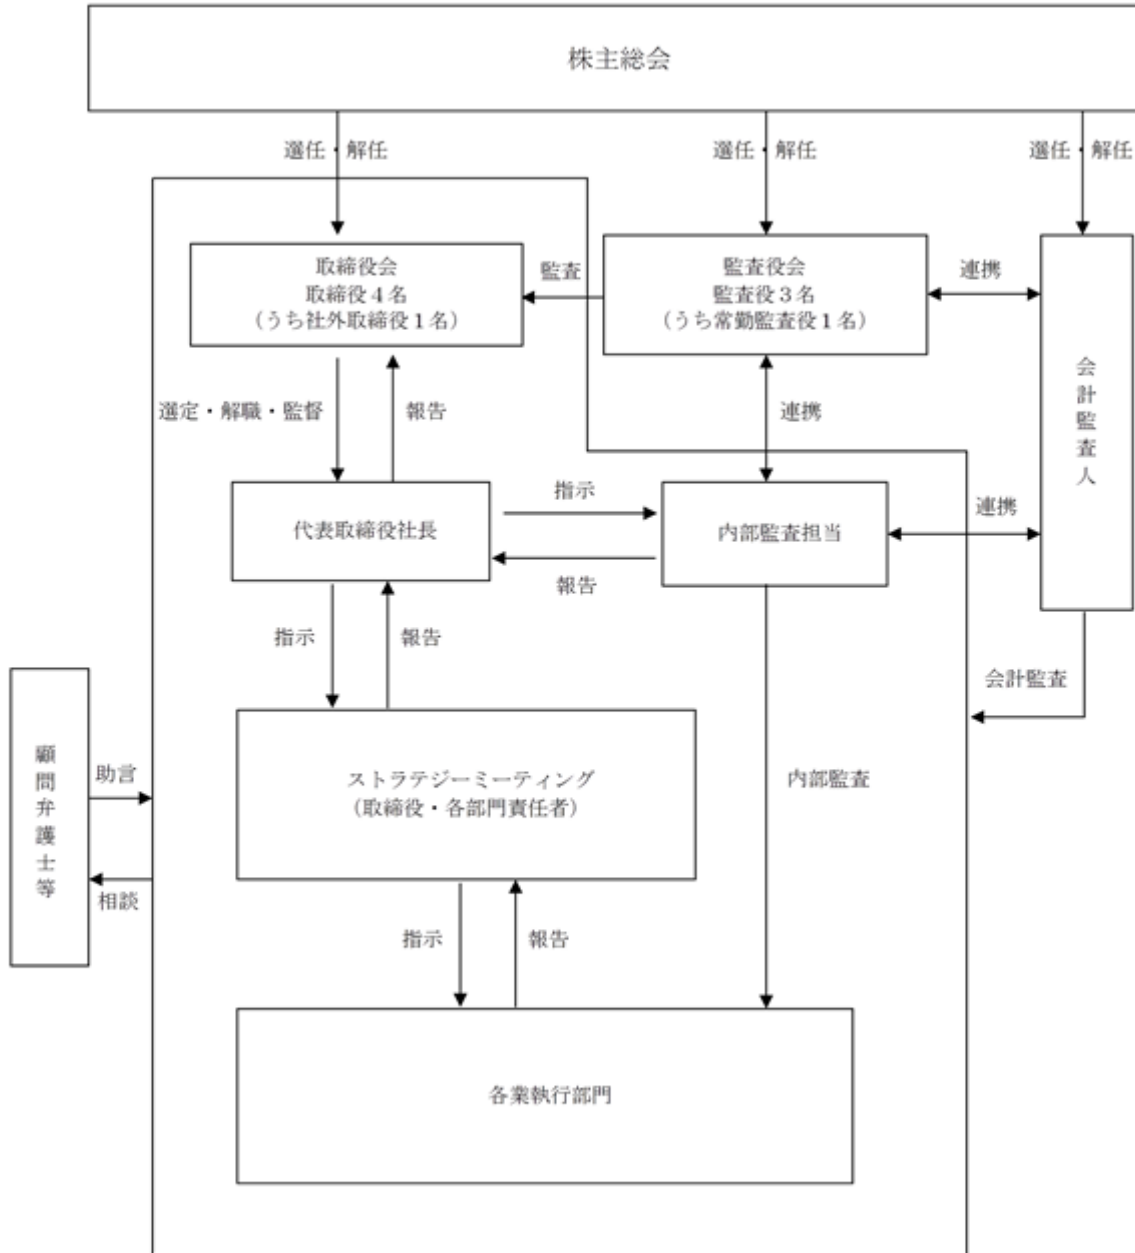 株主総会
選任・解任
選任・解任
選任・解任
取締役会
取締役４名
（うち社外取締役１名）
監査
監査役会
監査役３名
（うち常勤監査役１名）
連携
会計監査人
選定・解職・監督
報告
連携
代表取締役社長
指示
報告
内部監査担当
連携
指示
報告
会計監査
顧問弁護士等
助言
相談
ストラテジーミーティング
（取締役・各部門責任者）
内部監査
指示
報告
各業執行部門